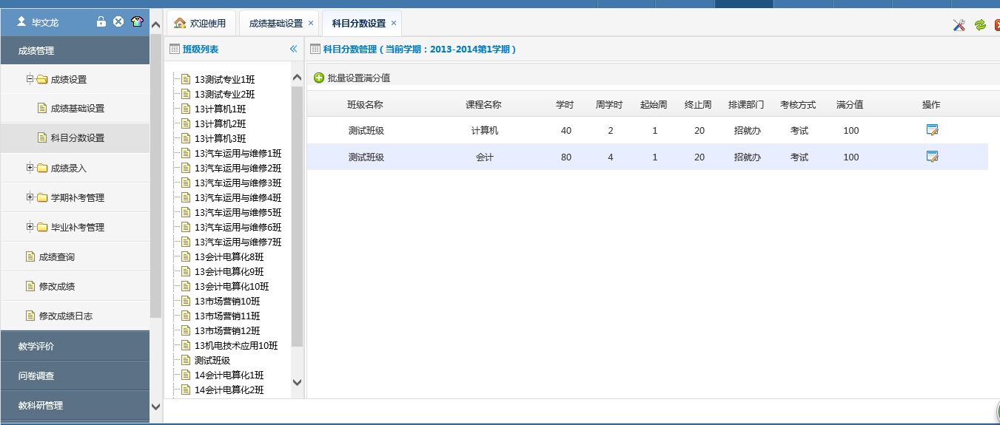 毕文龙
成绩管理
成绩设置
成绩基础设置
科目分数设置
成绩录入
学期补考管理
毕业补考管理
成绩查询
修改成绩
修改成绩日志
教学评价
问卷调查
教科研管理
欢迎使用 成绩基础设置 × 科目分数设置 ×
班级列表 «
13测试专业1班
13测试专业2班
13计算机1班
13计算机2班
13计算机3班
13汽车运用与维修1班
13汽车运用与维修2班
13汽车运用与维修3班
13汽车运用与维修4班
13汽车运用与维修5班
13汽车运用与维修6班
13汽车运用与维修7班
13会计电算化8班
13会计电算化9班
13会计电算化10班
13市场营销10班
13市场营销11班
13市场营销12班
13机电技术应用10班
测试班级
14会计电算化1班
14会计电算化2班
科目分数管理 ( 当前学期：2013-2014第1学期 )
批量设置满分值
班级名称 课程名称 学时 周学时 起始周 终止周 排课部门 考核方式 满分值 操作
测试班级 计算机 40 2 1 20 招就办 考试 100
测试班级 会计 80 4 1 20 招就办 考试 100